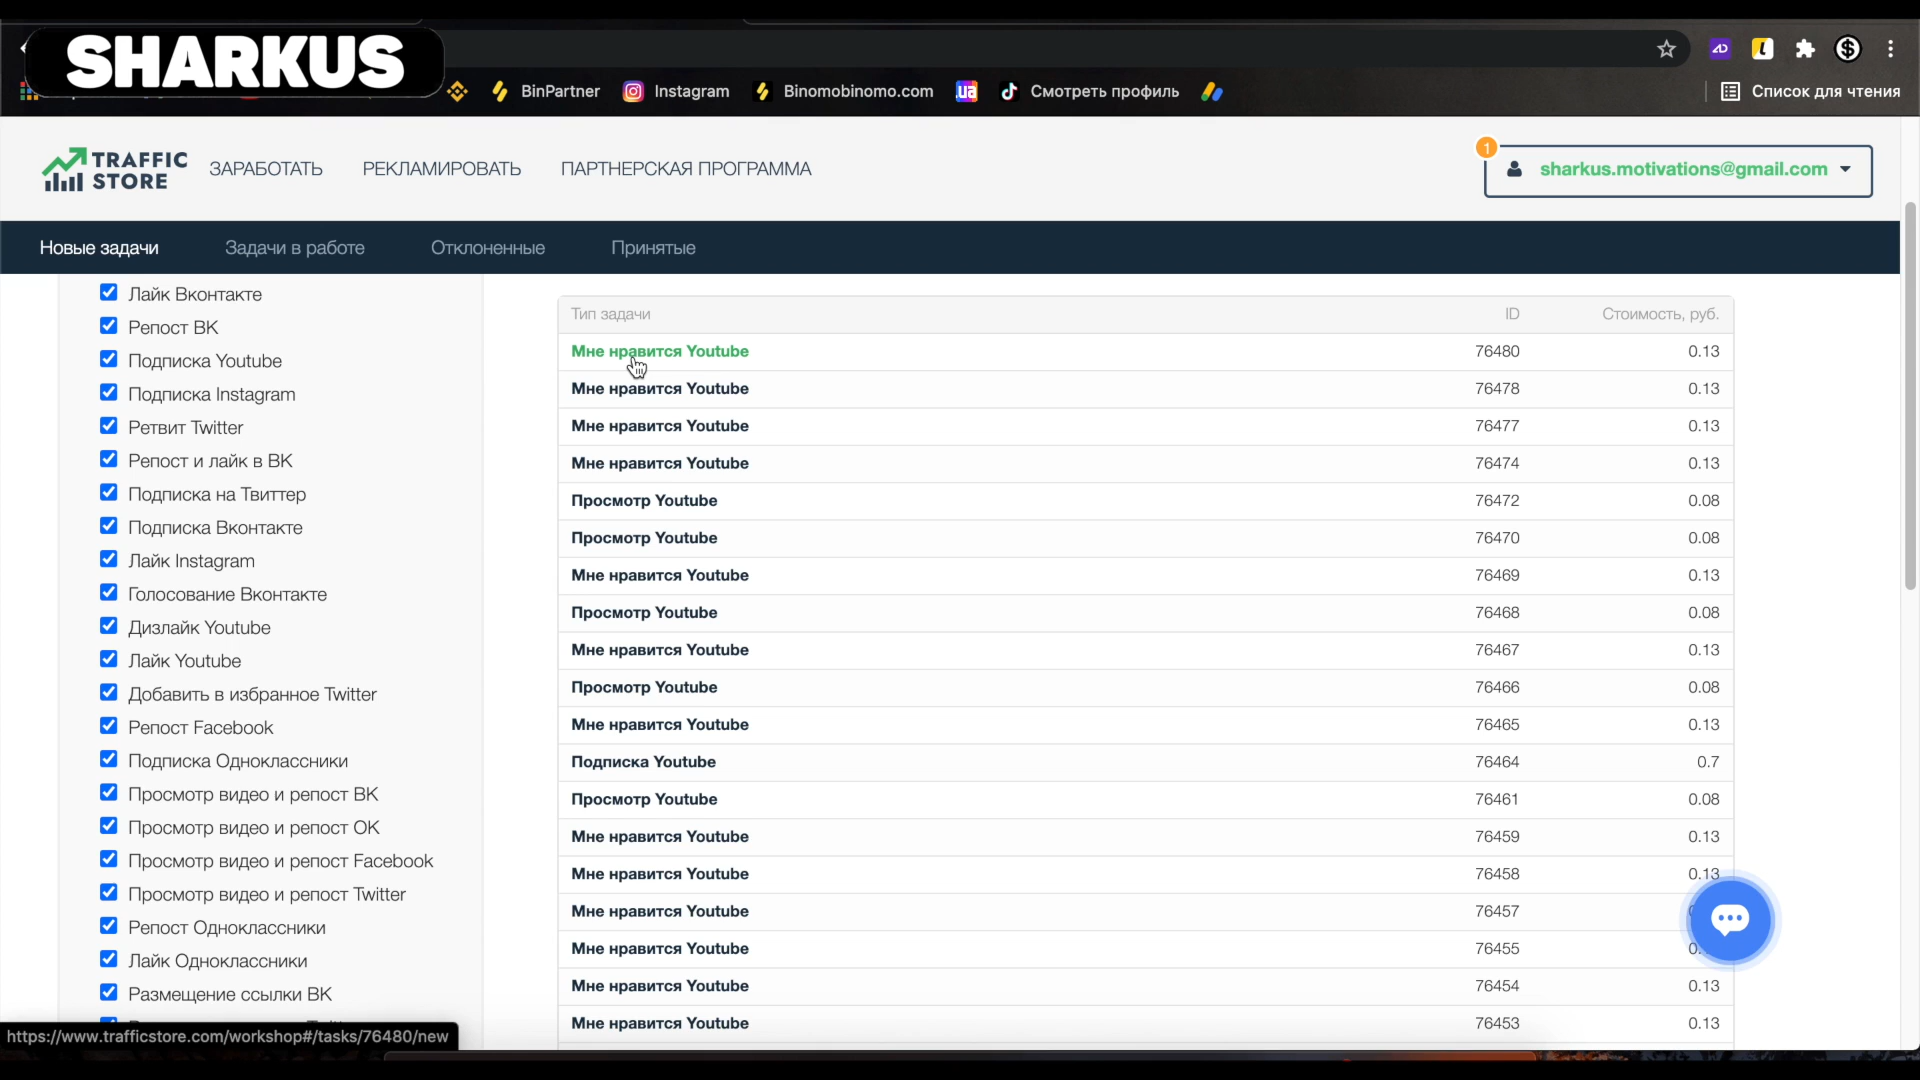 SHARKUS
BinPartner
Instagram
Binomobinomo.com
Смотреть профиль
Список для чтения
TRAFFIC STORE
ЗАРАБОТАТЬ
РЕКЛАМИРОВАТЬ
ПАРТНЕРСКАЯ ПРОГРАММА
1
sharkus.motivations@gmail.com
Новые задачи
Задачи в работе
Отклоненные
Принятые
Лайк Вконтакте
Репост ВК
Подписка Youtube
Подписка Instagram
Ретвит Twitter
Репост и лайк в ВК
Подписка на Твиттер
Подписка Вконтакте
Лайк Instagram
Голосование Вконтакте
Дизлайк Youtube
Лайк Youtube
Добавить в избранное Twitter
Репост Facebook
Подписка Одноклассники
Просмотр видео и репост ВК
Просмотр видео и репост ОК
Просмотр видео и репост Facebook
Просмотр видео и репост Twitter
Репост Одноклассники
Лайк Одноклассники
Размещение ссылки ВК
Тип задачи ID Стоимость, руб.
Мне нравится Youtube 76480 0.13
Мне нравится Youtube 76478 0.13
Мне нравится Youtube 76477 0.13
Мне нравится Youtube 76474 0.13
Просмотр Youtube 76472 0.08
Просмотр Youtube 76470 0.08
Мне нравится Youtube 76469 0.13
Просмотр Youtube 76468 0.08
Мне нравится Youtube 76467 0.13
Просмотр Youtube 76466 0.08
Мне нравится Youtube 76465 0.13
Подписка Youtube 76464 0.7
Просмотр Youtube 76461 0.08
Мне нравится Youtube 76459 0.13
Мне нравится Youtube 76458 0.13
Мне нравится Youtube 76457
Мне нравится Youtube 76455
Мне нравится Youtube 76454 0.13
Мне нравится Youtube 76453 0.13
https://www.trafficstore.com/workshop#/tasks/76480/new